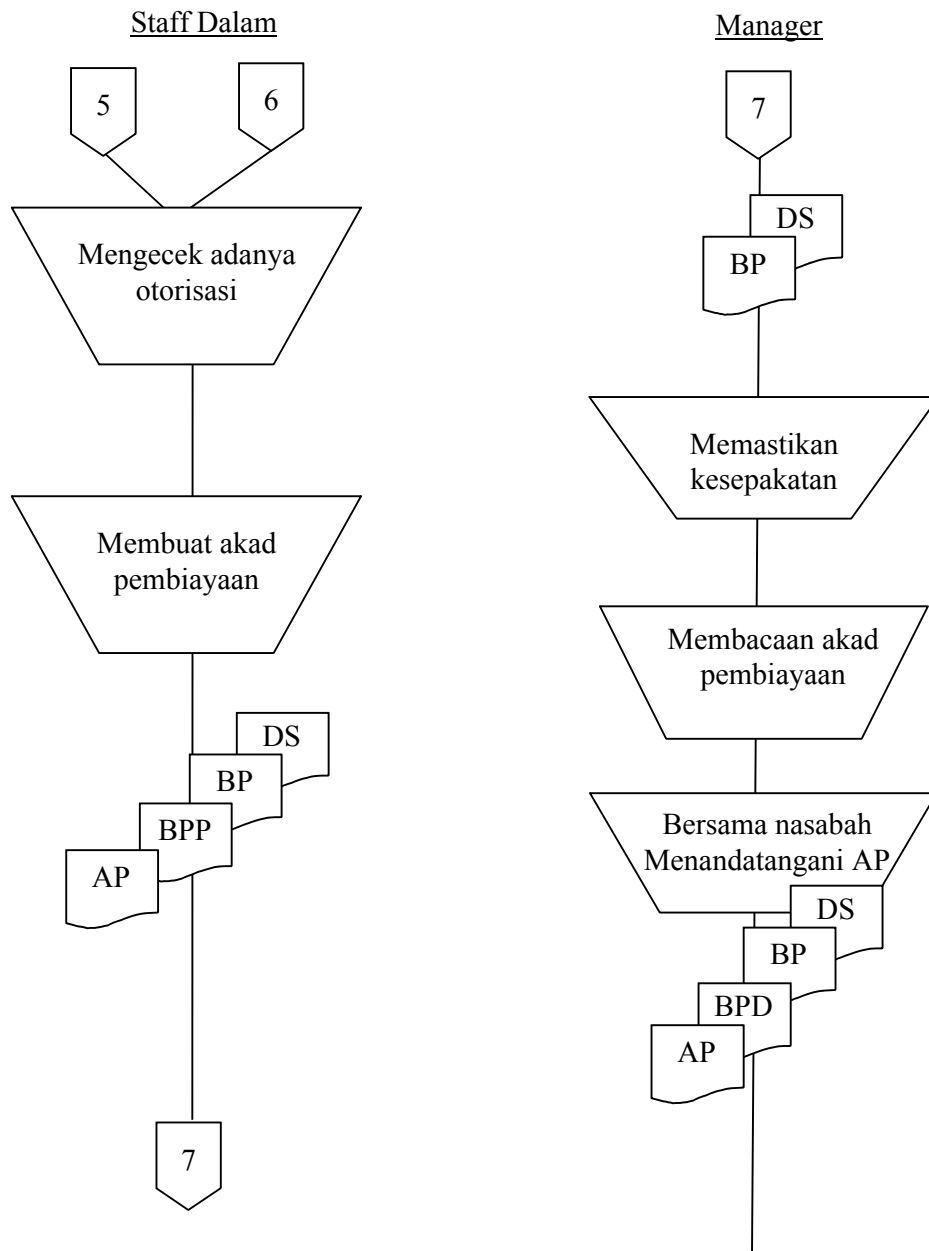 Staff Dalam
5
6
Mengecek adanya
otorisasi
Membuat akad
pembiayaan
DS
BP
BPP
AP
7
Manager
7
DS
BP
Memastikan
kesepakatan
Membacaan akad
pembiayaan
Bersama nasabah
Menandatangani AP
DS
BP
BPD
AP